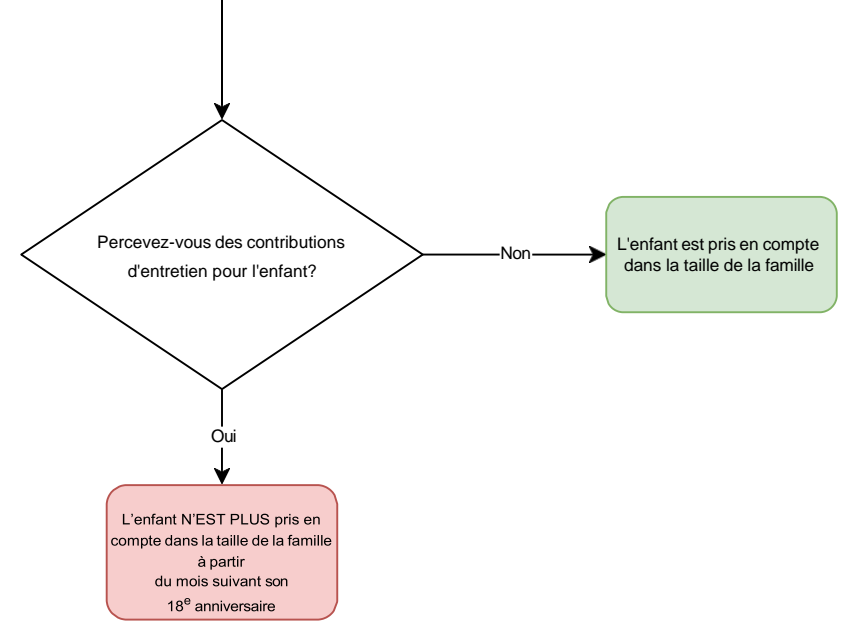 Percevez-vous des contributions
d'entretien pour l'enfant?
Non
L'enfant est pris en compte
dans la taille de la famille
Oui
L'enfant N'EST PLUS pris en
compte dans la taille de la famille
à partir
du mois suivant son
18e anniversaire